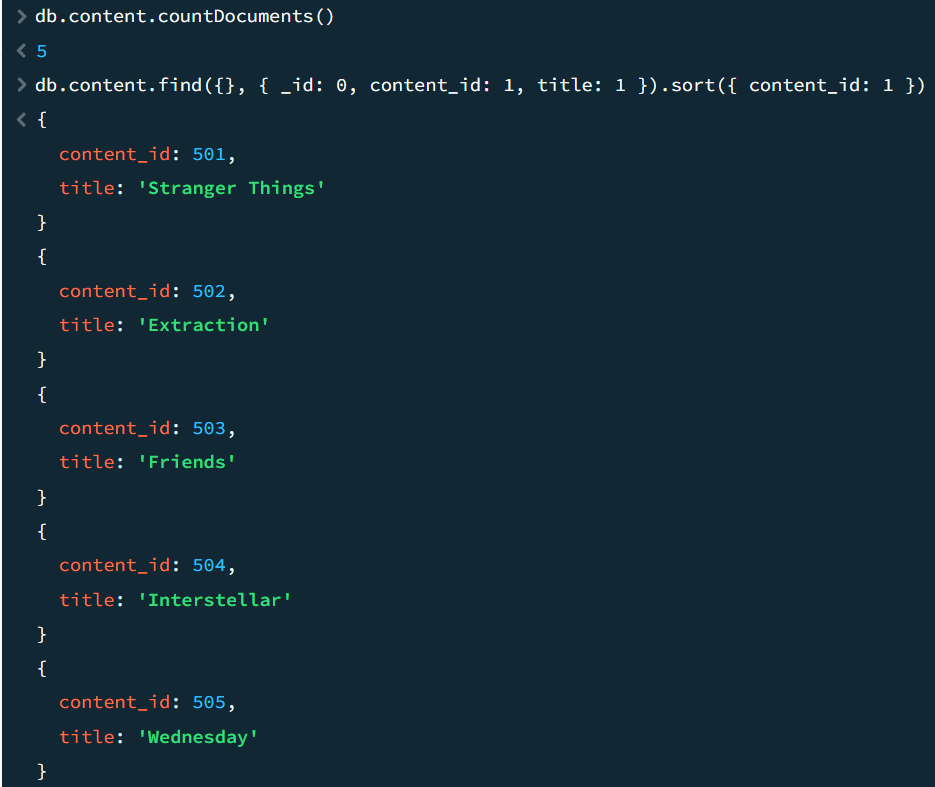 > db.content.countDocuments()
< 5
> db.content.find({}, { _id: 0, content_id: 1, title: 1 }).sort({ content_id: 1 })
< {
content_id: 501,
title: 'Stranger Things'
}
{
content_id: 502,
title: 'Extraction'
}
{
content_id: 503,
title: 'Friends'
}
{
content_id: 504,
title: 'Interstellar'
}
{
content_id: 505,
title: 'Wednesday'
}